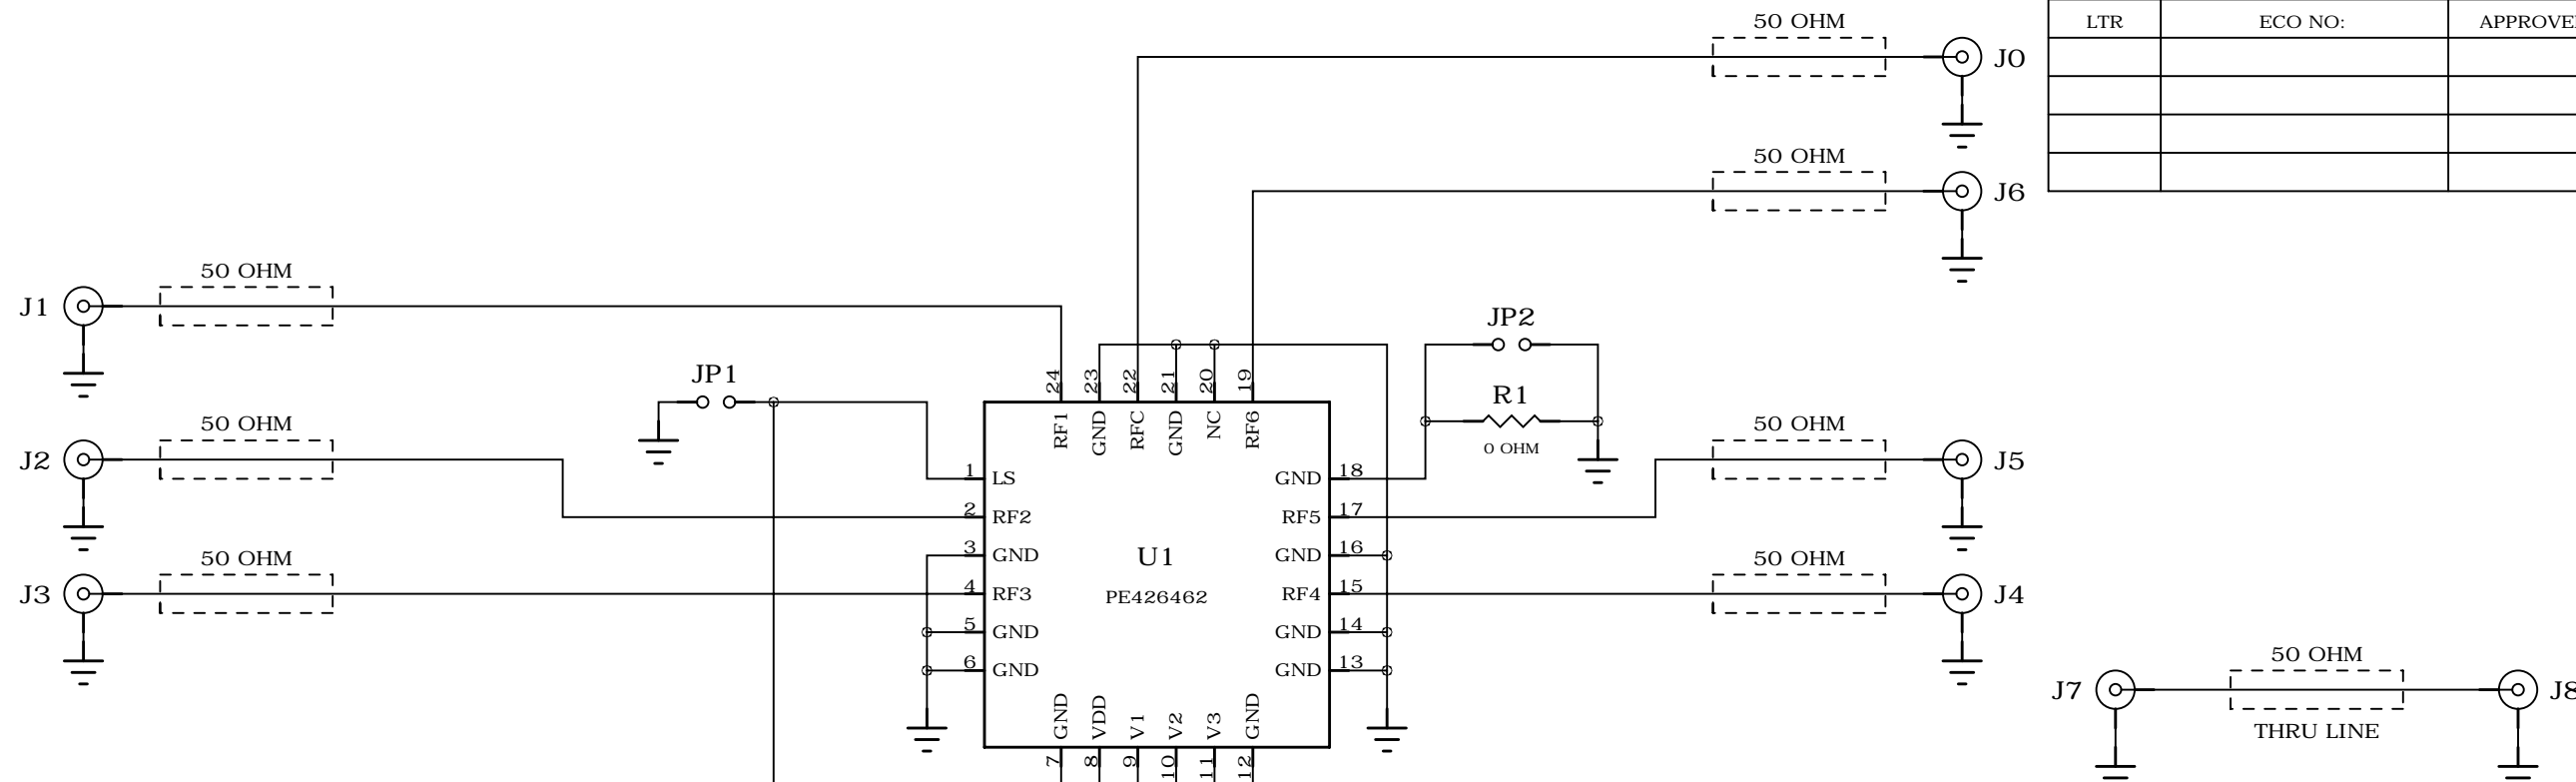 50 OHM
LTR
ECO NO:
J0
50 OHM
J6
50 OHM
J1
JP2
JP1
24
23
22
21
20
19
R1
50 OHM
50 OHM
RF1
GND
RFC
GND
NC
RF6
0 OHM
J2
J5
1
LS
GND
18
2
RF2
RF5
17
50 OHM
3
GND
U1
GND
16
50 OHM
J3
4
RF3
PE426462
RF4
15
J4
5
GND
GND
14
6
GND
GND
13
50 OHM
J7
GND
VDD
V1
V2
V3
GND
THRU LINE
7
8
9
10
11
12